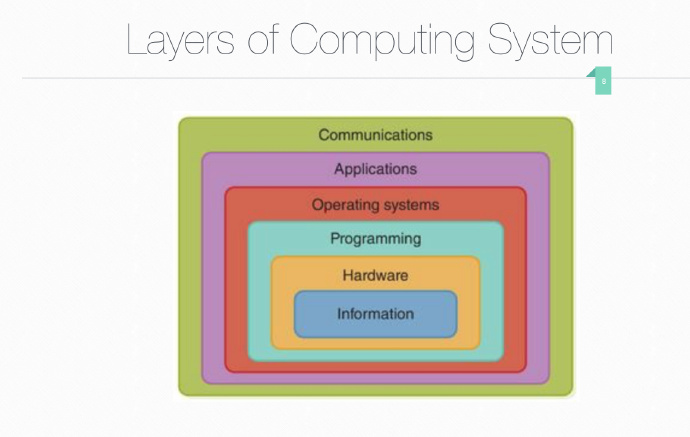 Layers of Computing System
8
Communications
Applications
Operating systems
Programming
Hardware
Information